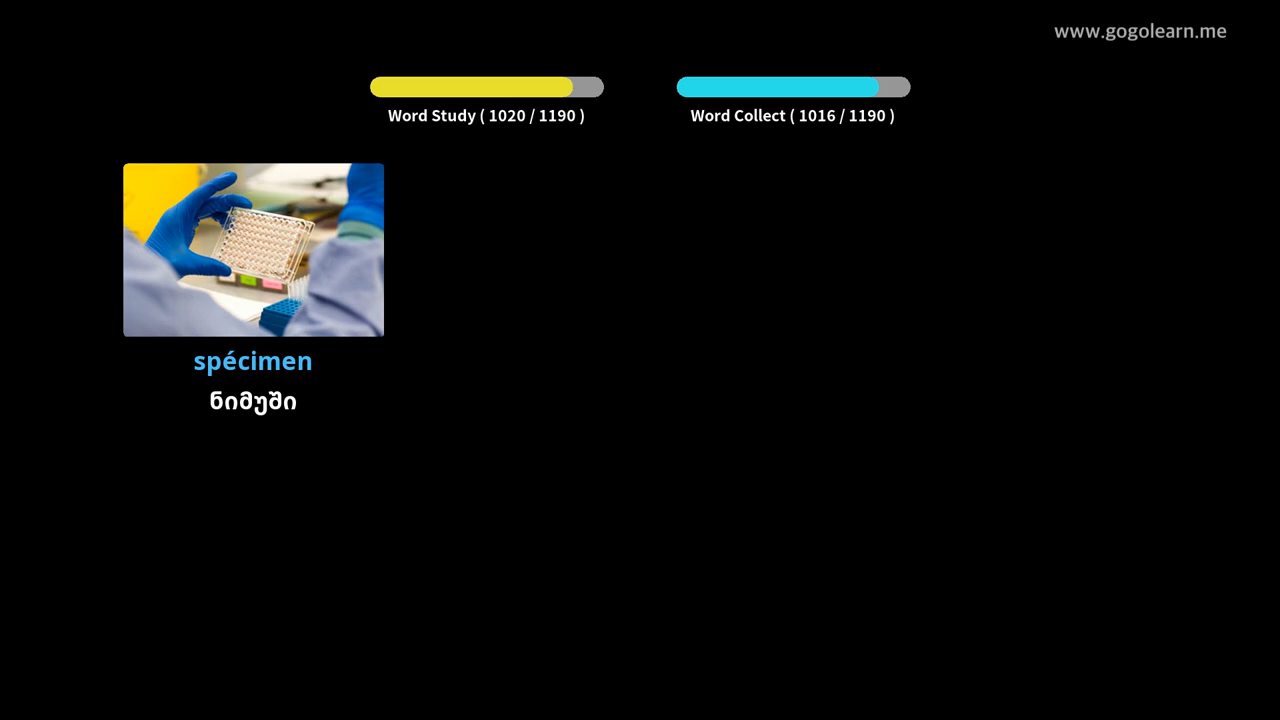 www.gogolearn.me
Word Study ( 1020 / 1190 )
Word Collect ( 1016 / 1190 )
spécimen
ნიმუში